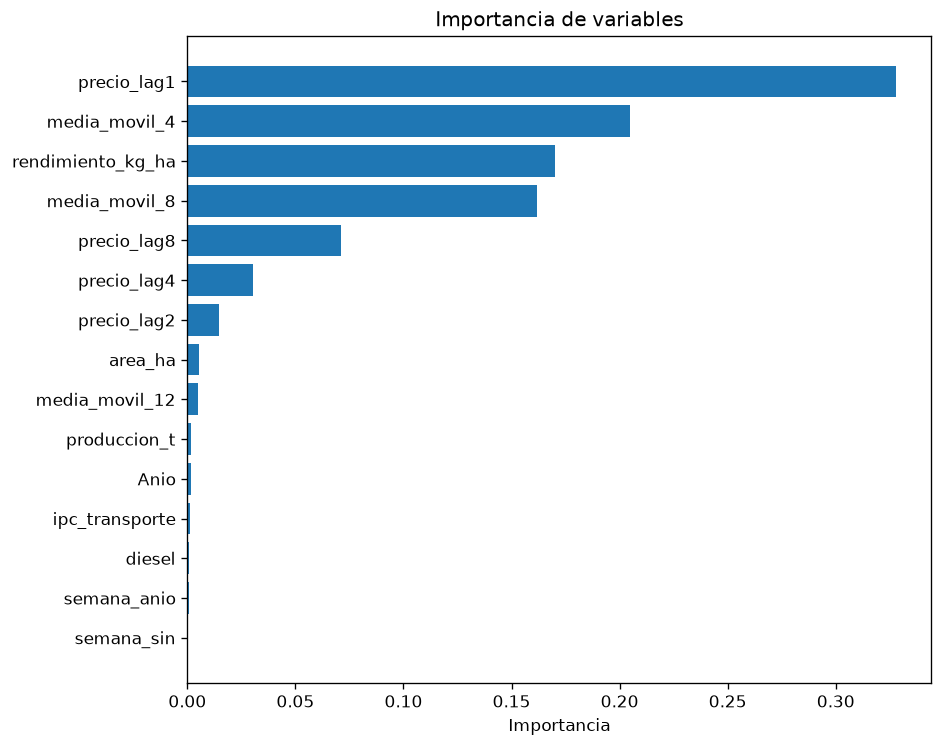 Importancia de variables
precio_lag1
media_movil_4
rendimiento_kg_ha
media_movil_8
precio_lag8
precio_lag4
precio_lag2
area_ha
media_movil_12
produccion_t
Anio
ipc_transporte
diesel
semana_anio
semana_sin
0.00 0.05 0.10 0.15 0.20 0.25 0.30
Importancia